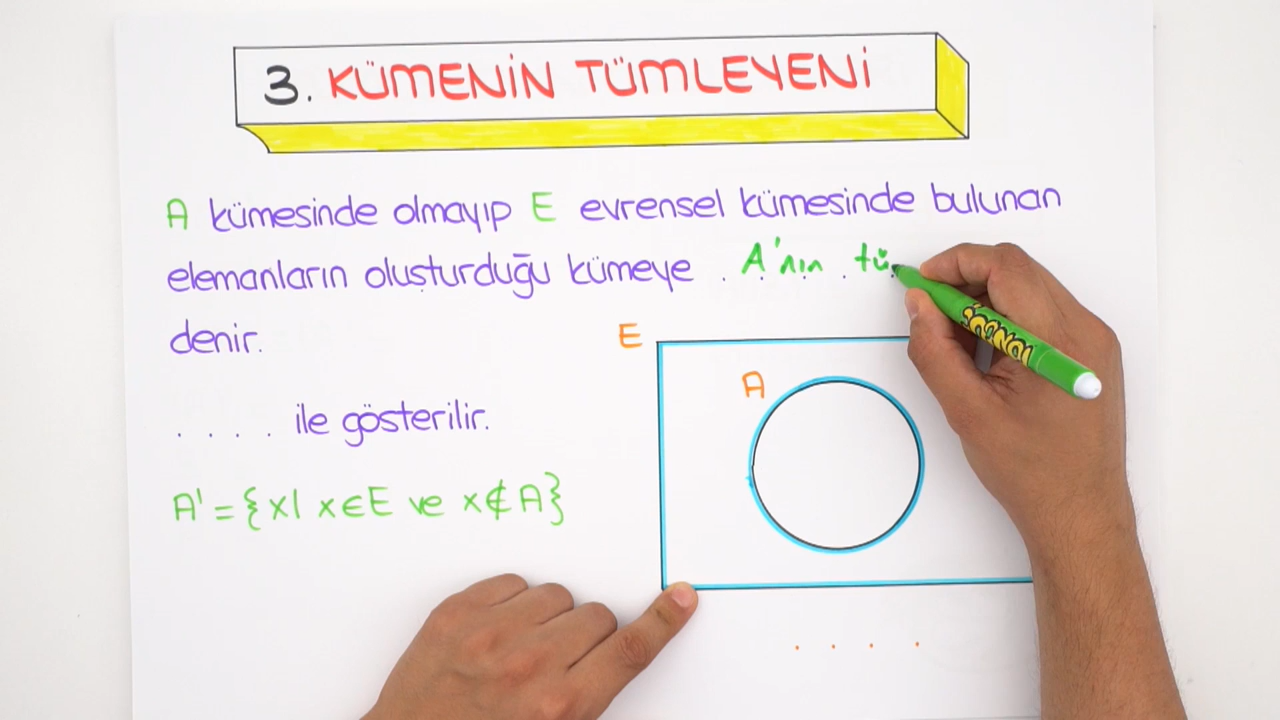 3. KÜMENİN TÜMLEYENİ
A kümesinde olmayıp E evrensel kümesinde bulunan
elemanların oluşturduğu kümeye . A'nın . tü
denir.
E
A
. . . . ile gösterilir.
A' = {x| x∈E ve x∉A}
. . . .